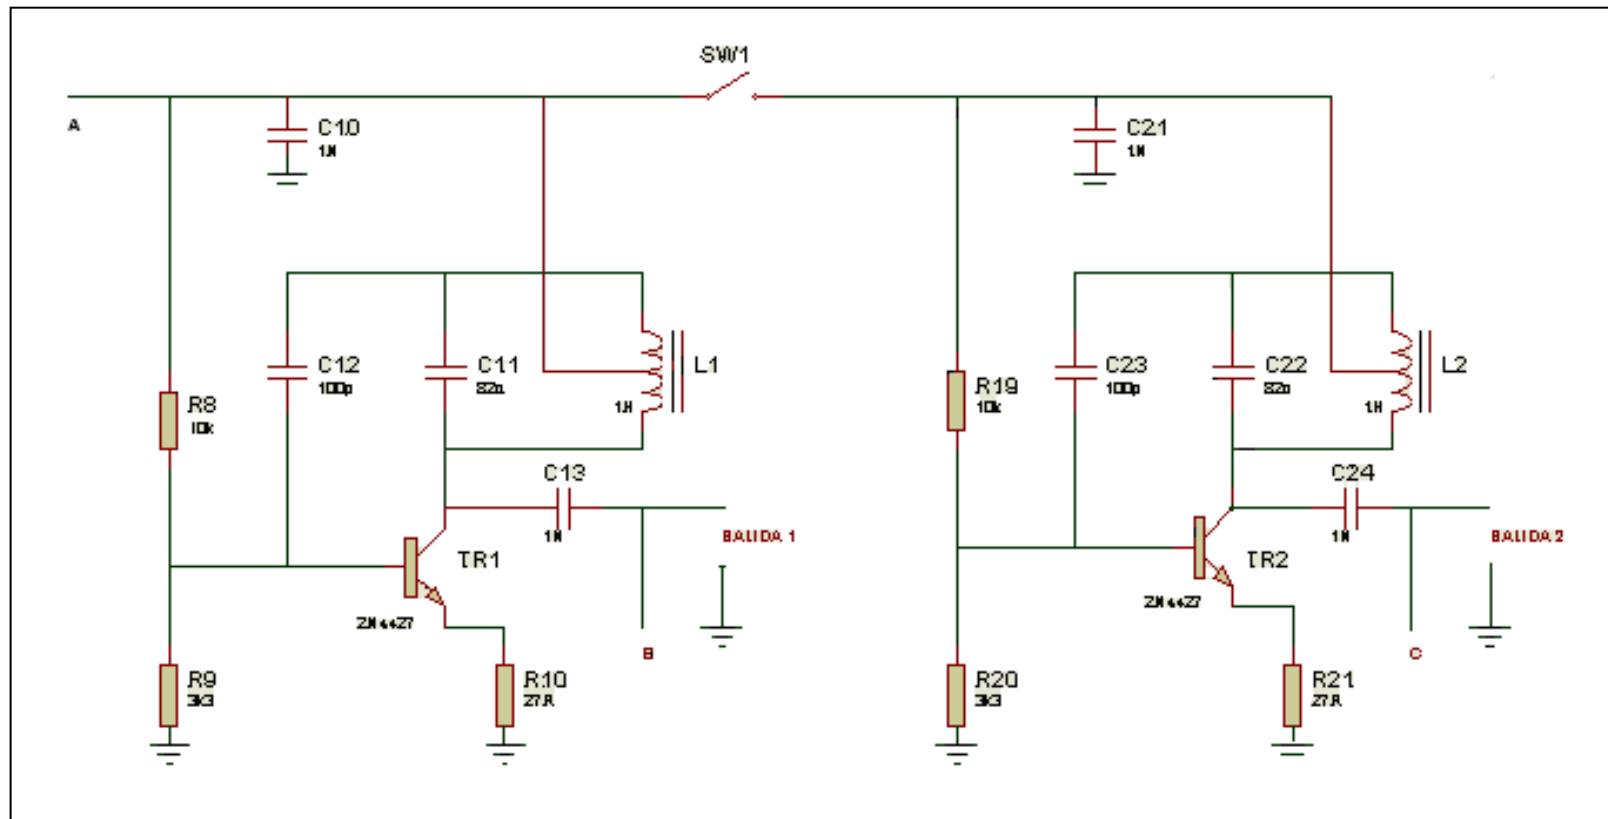 SW1
A
C10
1N
C21
1N
C12
100p
C11
82n
L1
1H
C23
100p
C22
82n
L2
1H
R8
10k
R19
10k
C13
1N
SALIDA 1
C24
1N
SALIDA 2
TR1
2N4427
TR2
2N4427
B
C
R9
3k3
R10
27R
R20
3k3
R21
27R